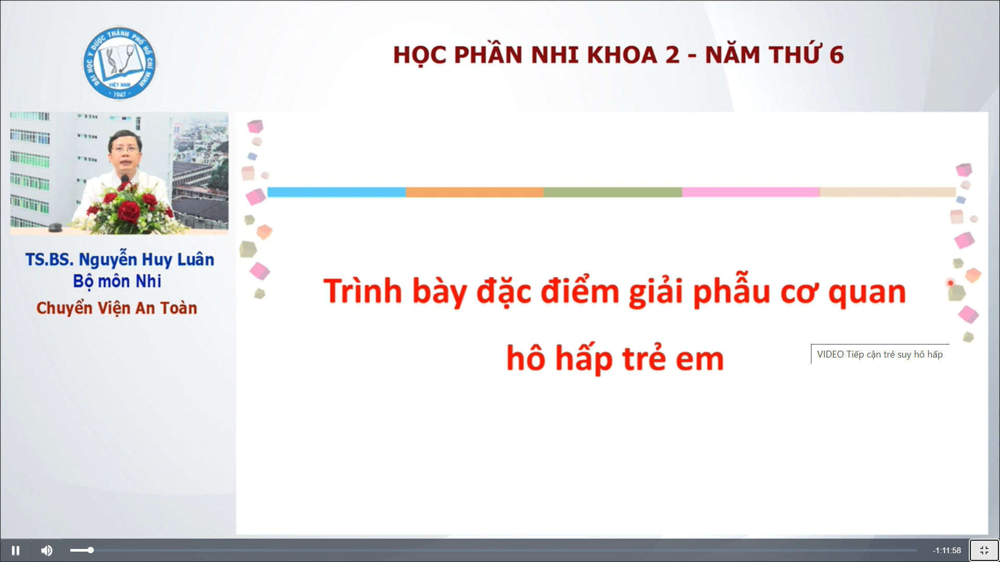 ĐẠI HỌC Y DƯỢC THÀNH PHỐ HỒ CHÍ MINH
VIỆT NAM
· 1947 ·
HỌC PHẦN NHI KHOA 2 - NĂM THỨ 6
TS.BS. Nguyễn Huy Luân
Bộ môn Nhi
Chuyển Viện An Toàn
Trình bày đặc điểm giải phẫu cơ quan
hô hấp trẻ em
VIDEO Tiếp cận trẻ suy hô hấp
-1:11:58